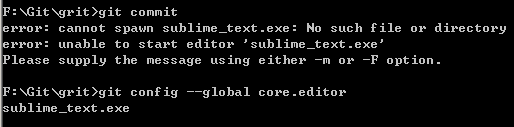 F:\Git\grit>git commit
error: cannot spawn sublime_text.exe: No such file or directory
error: unable to start editor 'sublime_text.exe'
Please supply the message using either -m or -F option.
F:\Git\grit>git config --global core.editor
sublime_text.exe